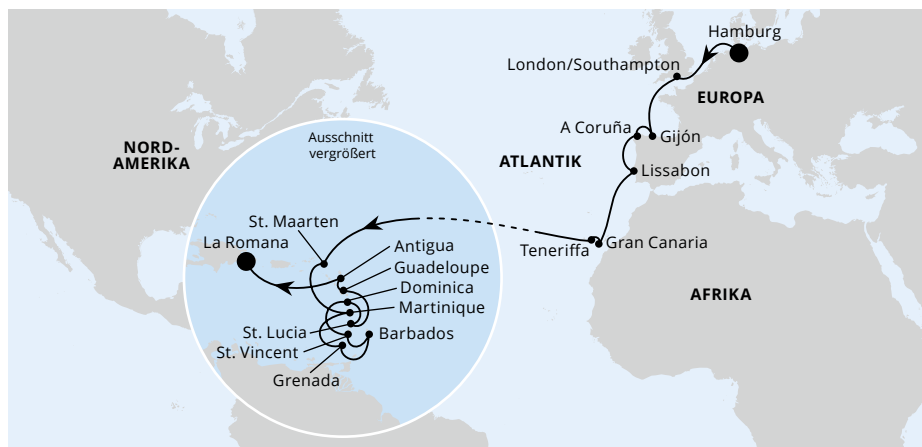 Hamburg
London/Southampton
EUROPA
A Coruña
Gijón
Ausschnitt
vergrößert
NORD-
AMERIKA
ATLANTIK
Lissabon
St. Maarten
La Romana
Antigua
Teneriffa
Gran Canaria
Guadeloupe
Dominica
AFRIKA
Martinique
St. Lucia
Barbados
St. Vincent
Grenada